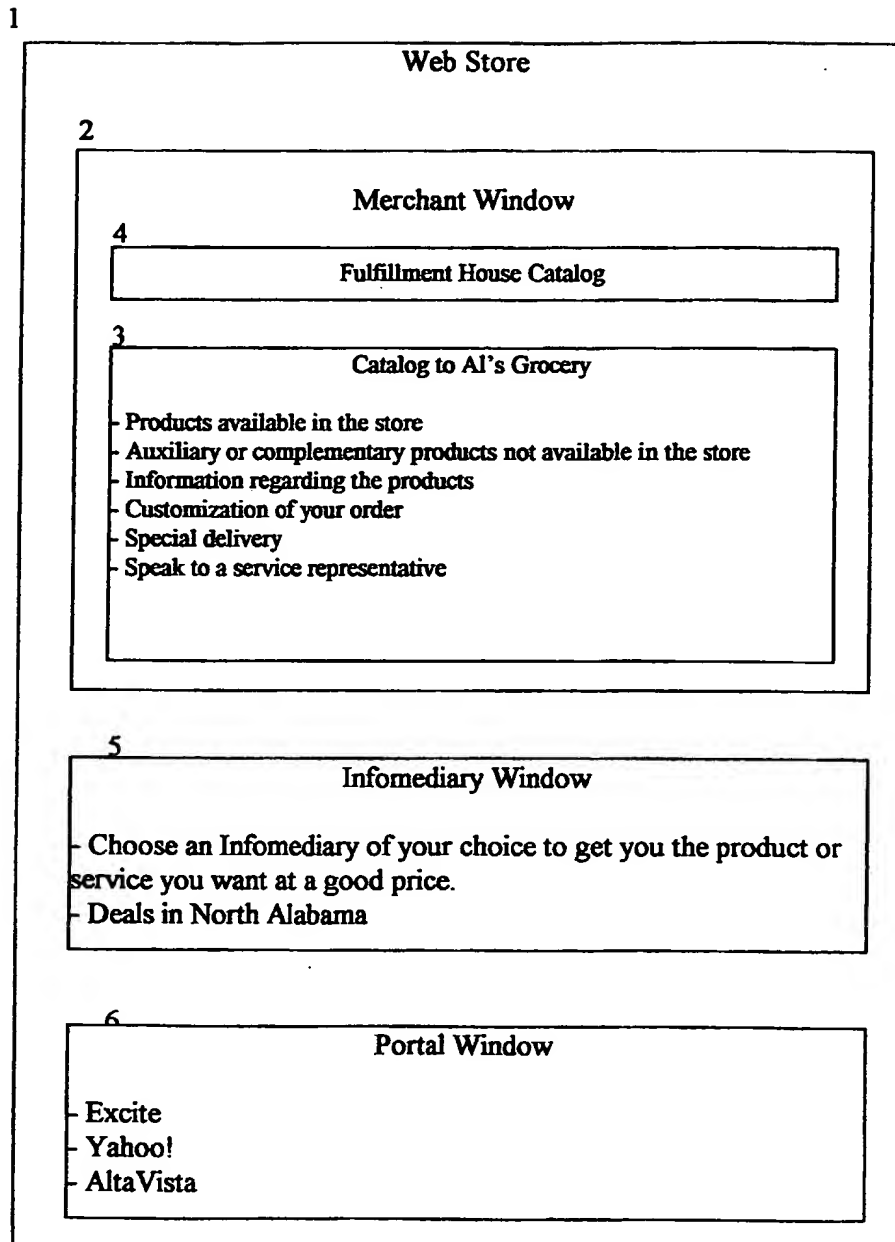 1
Web Store
2
Merchant Window
4
Fulfillment House Catalog
3
Catalog to Al's Grocery
- Products available in the store
- Auxiliary or complementary products not available in the store
- Information regarding the products
- Customization of your order
- Special delivery
- Speak to a service representative
5
Infomediary Window
- Choose an Infomediary of your choice to get you the product or
service you want at a good price.
- Deals in North Alabama
6
Portal Window
- Excite
- Yahoo!
- AltaVista